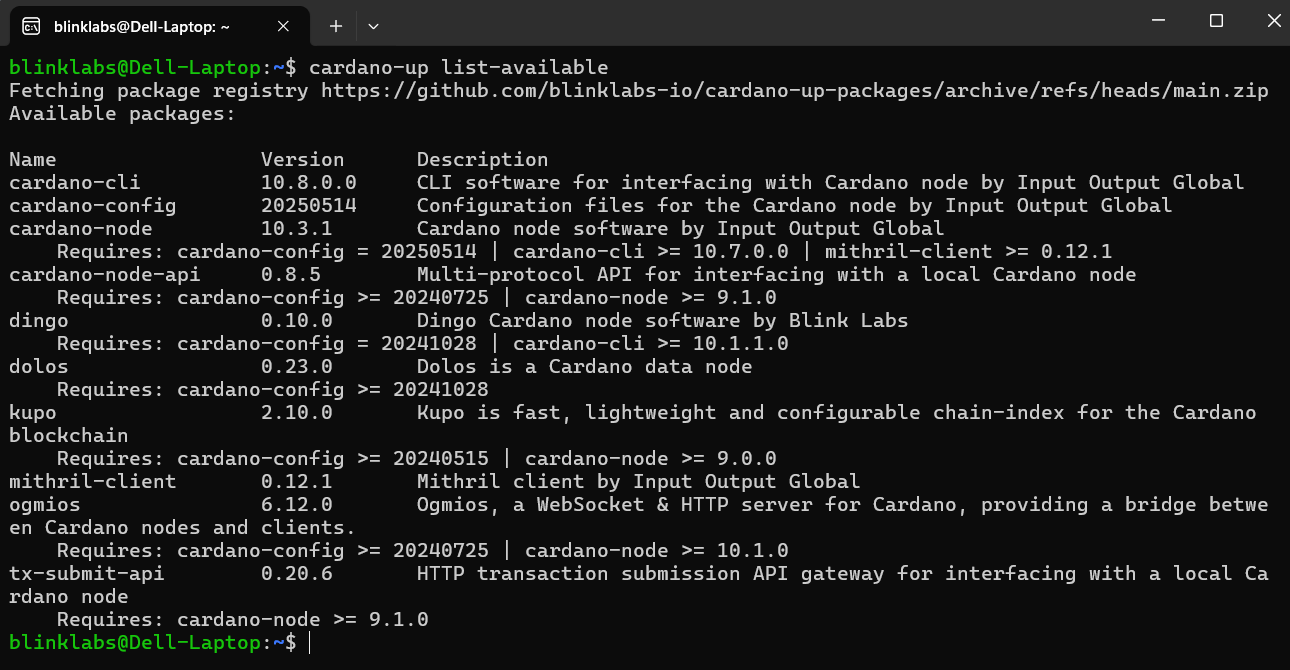 blinklabs@Dell-Laptop: ~
blinklabs@Dell-Laptop:~$ cardano-up list-available
Fetching package registry https://github.com/blinklabs-io/cardano-up-packages/archive/refs/heads/main.zip
Available packages:
Name                 Version      Description
cardano-cli          10.8.0.0     CLI software for interfacing with Cardano node by Input Output Global
cardano-config       20250514     Configuration files for the Cardano node by Input Output Global
cardano-node         10.3.1       Cardano node software by Input Output Global
    Requires: cardano-config = 20250514 | cardano-cli >= 10.7.0.0 | mithril-client >= 0.12.1
cardano-node-api     0.8.5        Multi-protocol API for interfacing with a local Cardano node
    Requires: cardano-config >= 20240725 | cardano-node >= 9.1.0
dingo                0.10.0       Dingo Cardano node software by Blink Labs
    Requires: cardano-config = 20241028 | cardano-cli >= 10.1.1.0
dolos                0.23.0       Dolos is a Cardano data node
    Requires: cardano-config >= 20241028
kupo                 2.10.0       Kupo is fast, lightweight and configurable chain-index for the Cardano
blockchain
    Requires: cardano-config >= 20240515 | cardano-node >= 9.0.0
mithril-client       0.12.1       Mithril client by Input Output Global
ogmios               6.12.0       Ogmios, a WebSocket & HTTP server for Cardano, providing a bridge betwe
en Cardano nodes and clients.
    Requires: cardano-config >= 20240725 | cardano-node >= 10.1.0
tx-submit-api        0.20.6       HTTP transaction submission API gateway for interfacing with a local Ca
rdano node
    Requires: cardano-node >= 9.1.0
blinklabs@Dell-Laptop:~$